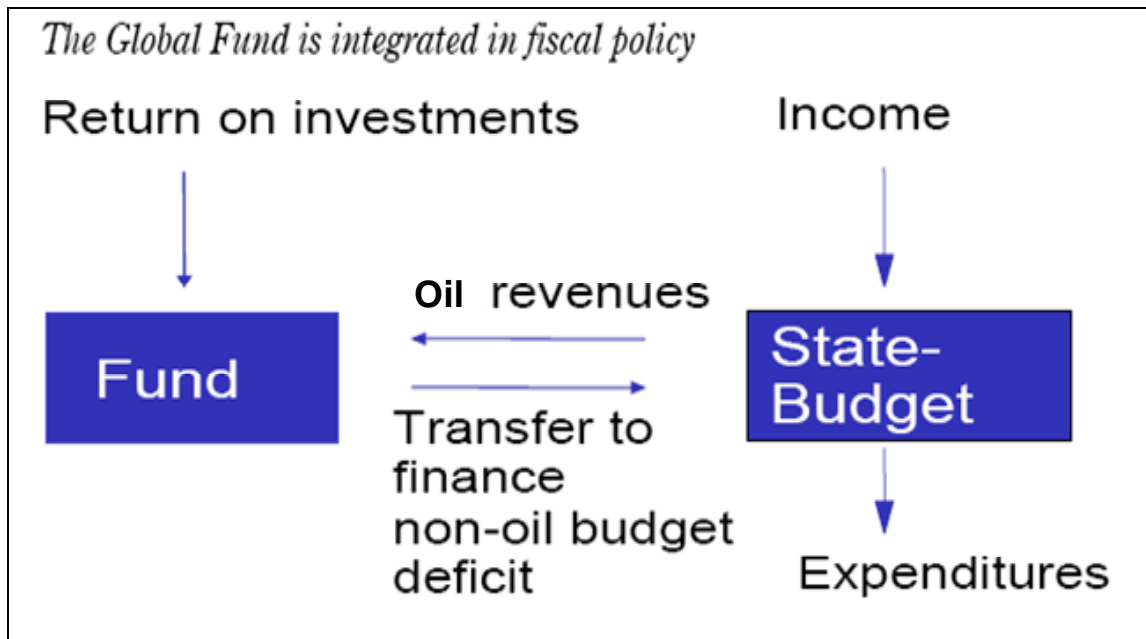 The Global Fund is integrated in fiscal policy
Return on investments
Income
Oil revenues
Fund
State-
Budget
Transfer to
finance
non-oil budget
deficit
Expenditures